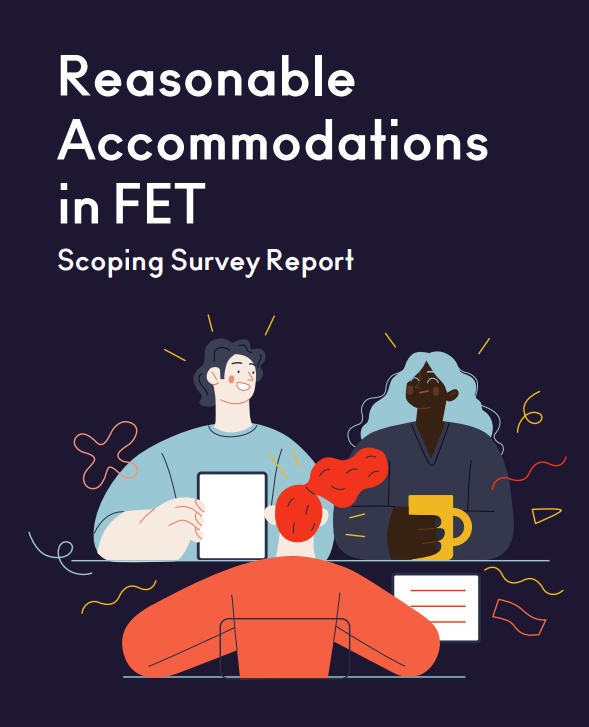 Reasonable
Accommodations
in FET
Scoping Survey Report